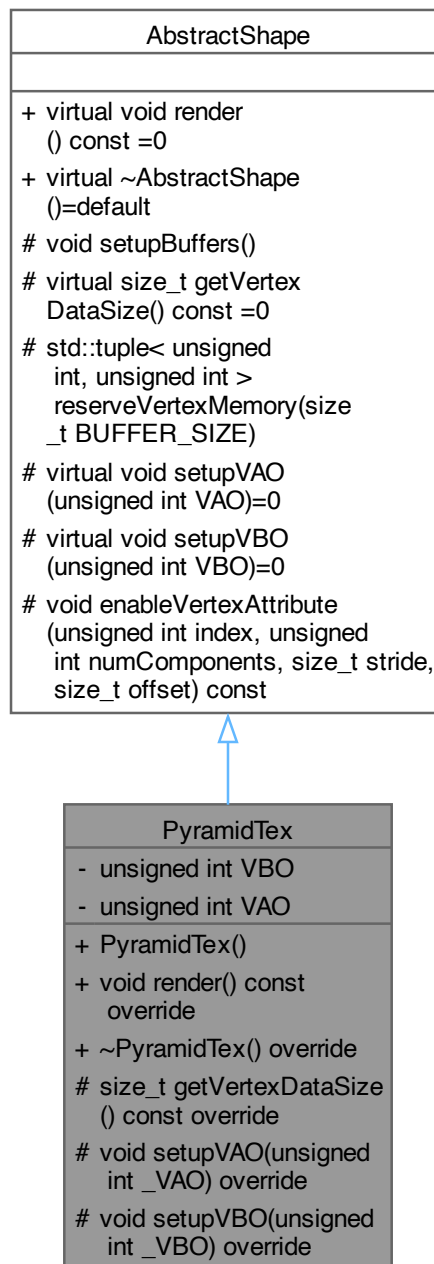 AbstractShape
+ virtual void render
() const =0
+ virtual ~AbstractShape
()=default
# void setupBuffers()
# virtual size_t getVertex
DataSize() const =0
# std::tuple< unsigned
int, unsigned int >
reserveVertexMemory(size
_t BUFFER_SIZE)
# virtual void setupVAO
(unsigned int VAO)=0
# virtual void setupVBO
(unsigned int VBO)=0
# void enableVertexAttribute
(unsigned int index, unsigned
int numComponents, size_t stride,
size_t offset) const
PyramidTex
- unsigned int VBO
- unsigned int VAO
+ PyramidTex()
+ void render() const
override
+ ~PyramidTex() override
# size_t getVertexDataSize
() const override
# void setupVAO(unsigned
int _VAO) override
# void setupVBO(unsigned
int _VBO) override